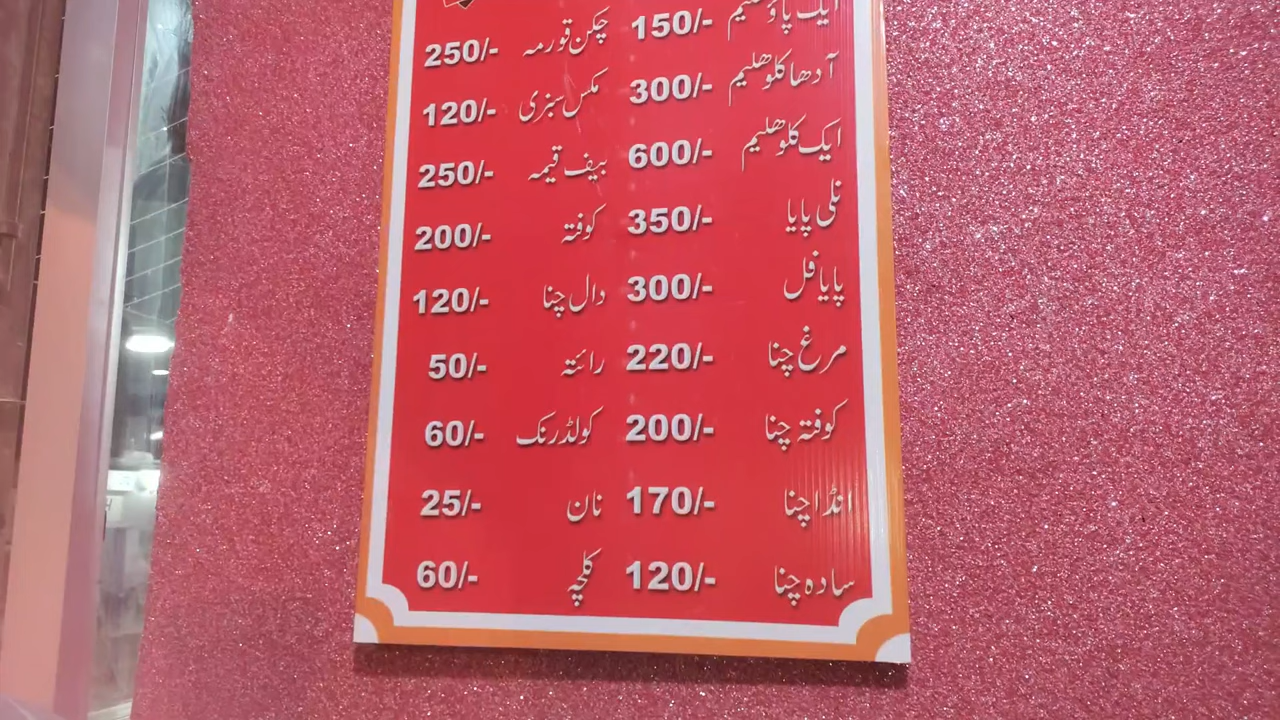 ایک پاؤ حلیم 150/- چکن قورمہ 250/-
آدھا کلو حلیم 300/- مکس سبزی 120/-
ایک کلو حلیم 600/- بیف قیمہ 250/-
نلی پایا 350/- کوفتہ 200/-
پایا فل 300/- دال چنا 120/-
مرغ چنا 220/- رائتہ 50/-
کوفتہ چنا 200/- کولڈرنک 60/-
انڈا چنا 170/- نان 25/-
سادہ چنا 120/- کلچہ 60/-